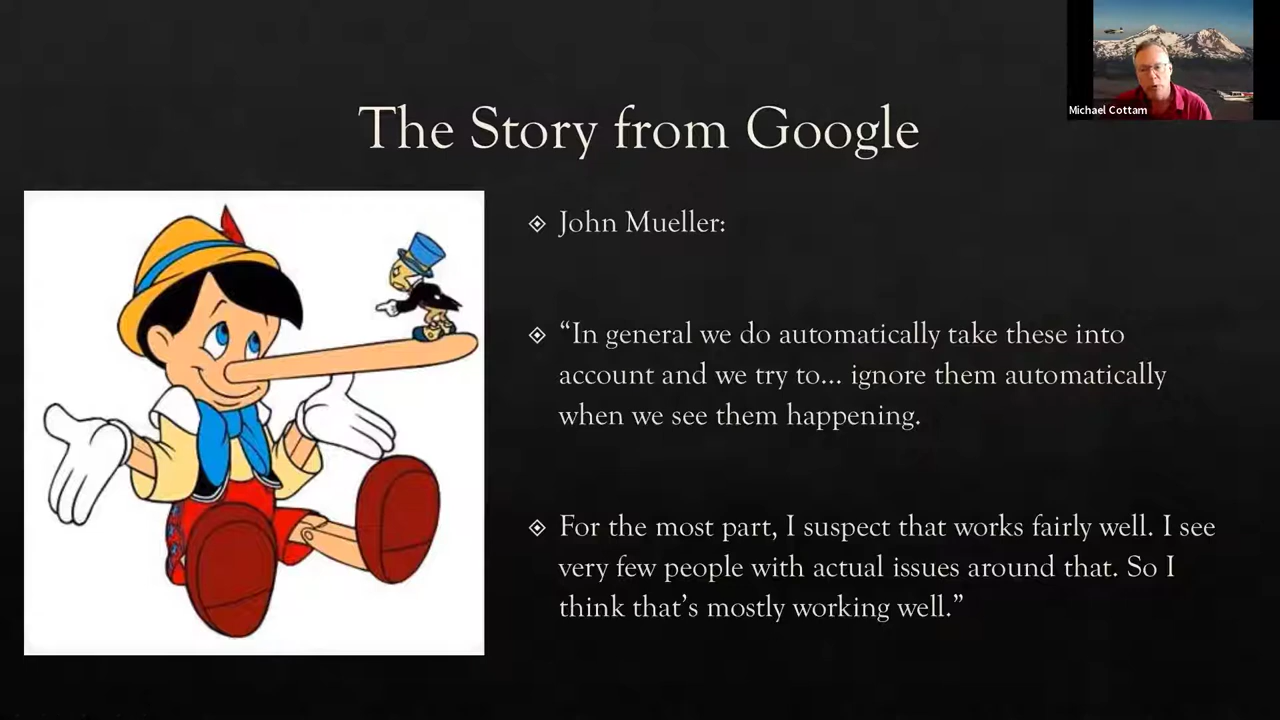 Michael Cottam
The Story from Google
John Mueller:
“In general we do automatically take these into
account and we try to... ignore them automatically
when we see them happening.
For the most part, I suspect that works fairly well. I see
very few people with actual issues around that. So I
think that’s mostly working well.”